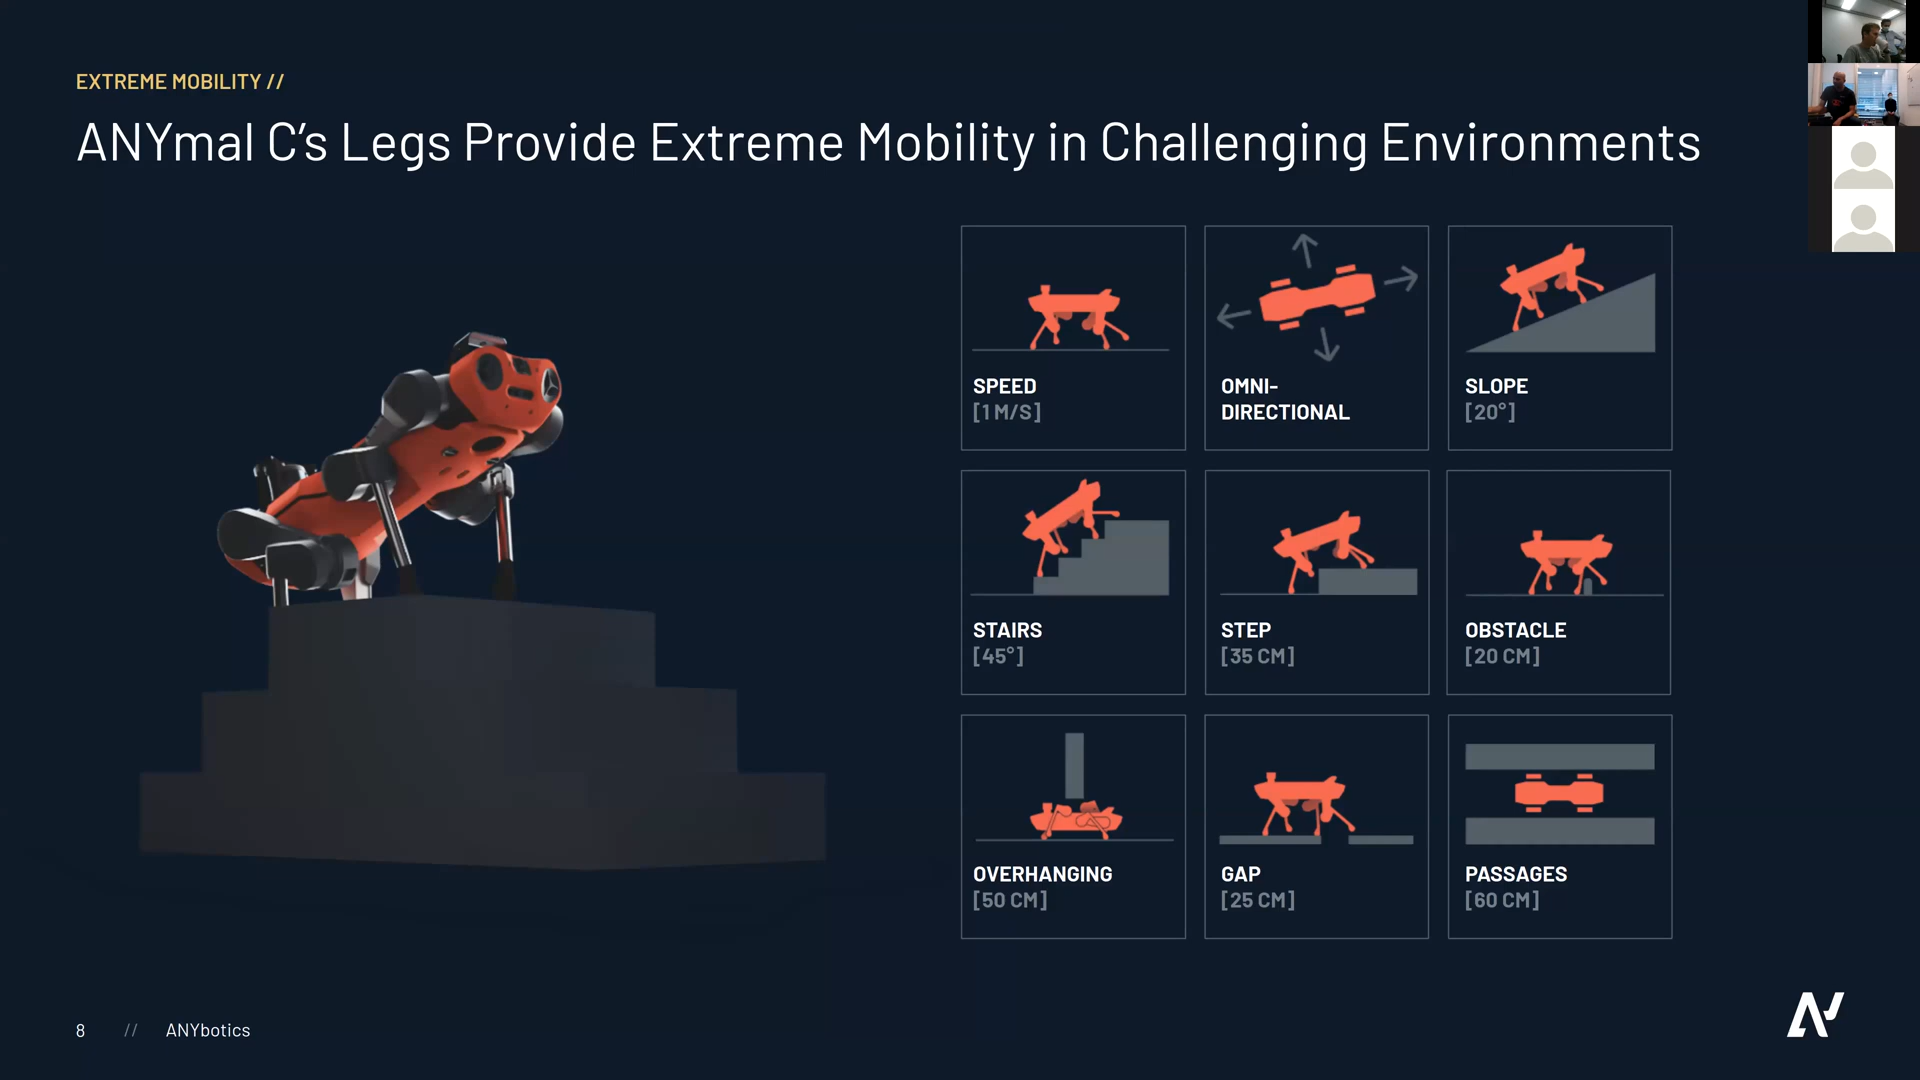 EXTREME MOBILITY //
ANYmal C's Legs Provide Extreme Mobility in Challenging Environments
SPEED
[1 M/S]
OMNI-
DIRECTIONAL
SLOPE
[20°]
STAIRS
[45°]
STEP
[35 CM]
OBSTACLE
[20 CM]
OVERHANGING
[50 CM]
GAP
[25 CM]
PASSAGES
[60 CM]
8 // ANYbotics